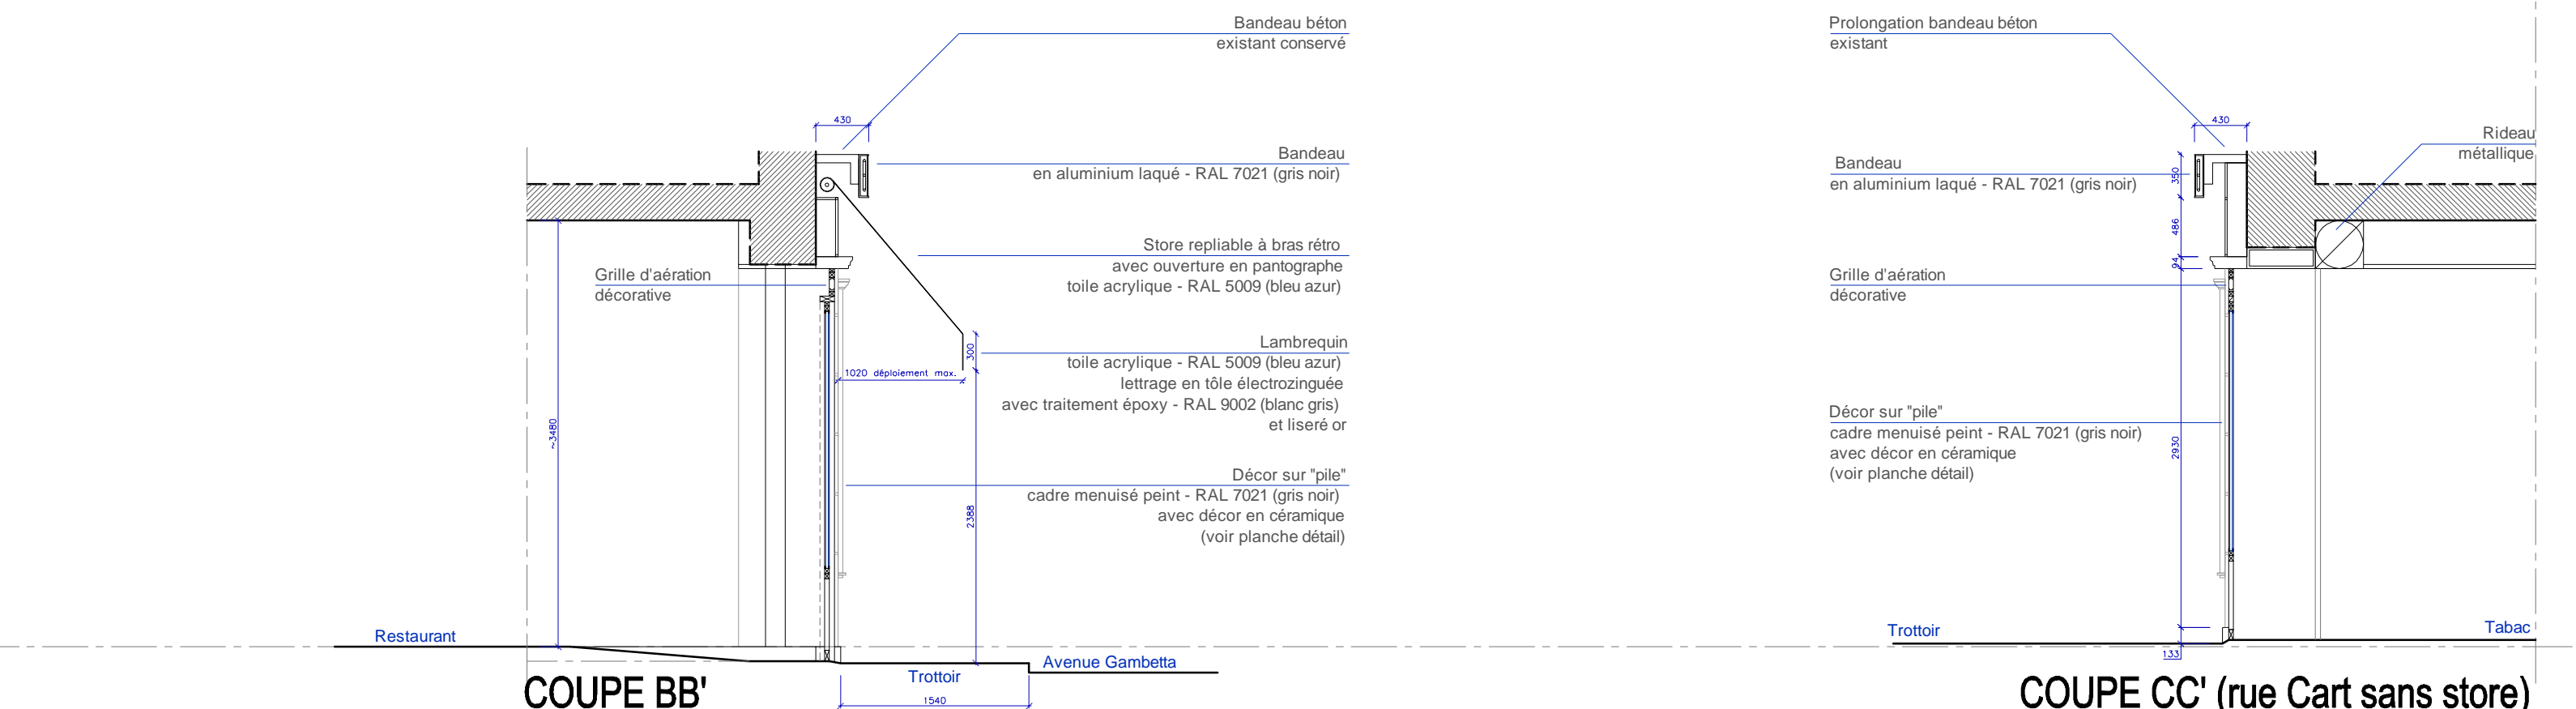 Bandeau béton
existant conservé
430
Bandeau
en aluminium laqué - RAL 7021 (gris noir)
Store repliable à bras rétro
avec ouverture en pantographe
toile acrylique - RAL 5009 (bleu azur)
Grille d'aération
décorative
Lambrequin
toile acrylique - RAL 5009 (bleu azur)
lettrage en tôle électrozinguée
avec traitement époxy - RAL 9002 (blanc gris)
et liseré or
300
1020 déploiement max.
~3480
2388
Décor sur "pile"
cadre menuisé peint - RAL 7021 (gris noir)
avec décor en céramique
(voir planche détail)
Restaurant
Avenue Gambetta
Trottoir
1540
COUPE BB'
Prolongation bandeau béton
existant
430
Rideau
métallique
Bandeau
en aluminium laqué - RAL 7021 (gris noir)
350
486
94
Grille d'aération
décorative
Décor sur "pile"
cadre menuisé peint - RAL 7021 (gris noir)
avec décor en céramique
(voir planche détail)
2930
Trottoir
Tabac
133
COUPE CC' (rue Cart sans store)